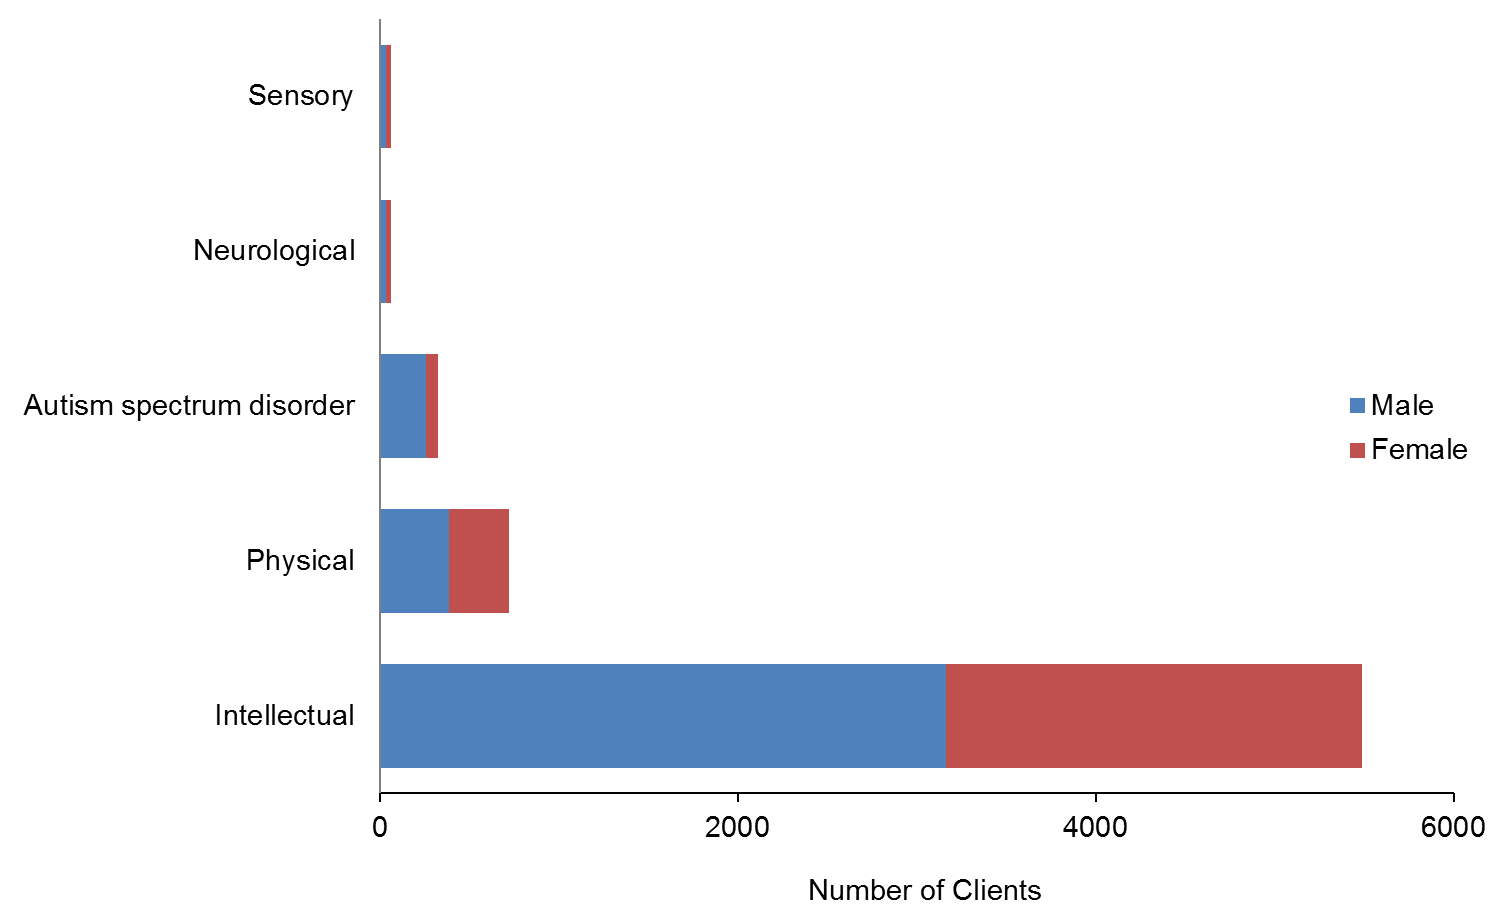 Sensory
Neurological
Autism spectrum disorder
Male
Female
Physical
Intellectual
0 2000 4000 6000
Number of Clients